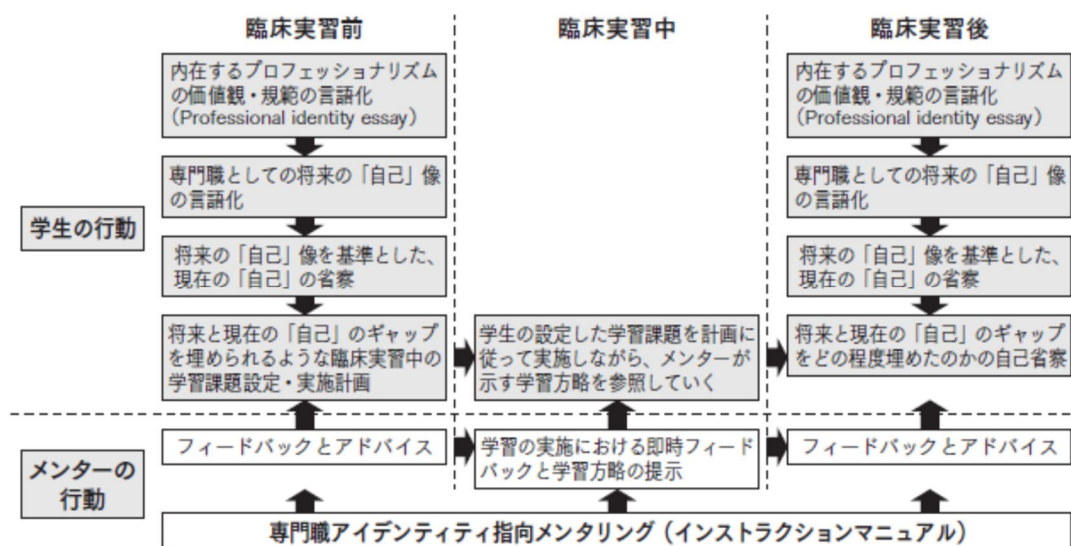 臨床実習前
臨床実習中
臨床実習後
学生の行動
内在するプロフェッショナリズム
の価値観・規範の言語化
（Professional identity essay）
専門職としての将来の「自己」像
の言語化
将来の「自己」像を基準とした、
現在の「自己」の省察
将来と現在の「自己」のギャップ
を埋められるような臨床実習中の
学習課題設定・実施計画
学生の設定した学習課題を計画に
従って実施しながら、メンターが
示す学習方略を参照していく
内在するプロフェッショナリズム
の価値観・規範の言語化
（Professional identity essay）
専門職としての将来の「自己」像
の言語化
将来の「自己」像を基準とした、
現在の「自己」の省察
将来と現在の「自己」のギャップ
をどの程度埋めたのかの自己省察
メンターの
行動
フィードバックとアドバイス
学習の実施における即時フィード
バックと学習方略の提示
フィードバックとアドバイス
専門職アイデンティティ指向メンタリング（インストラクションマニュアル）